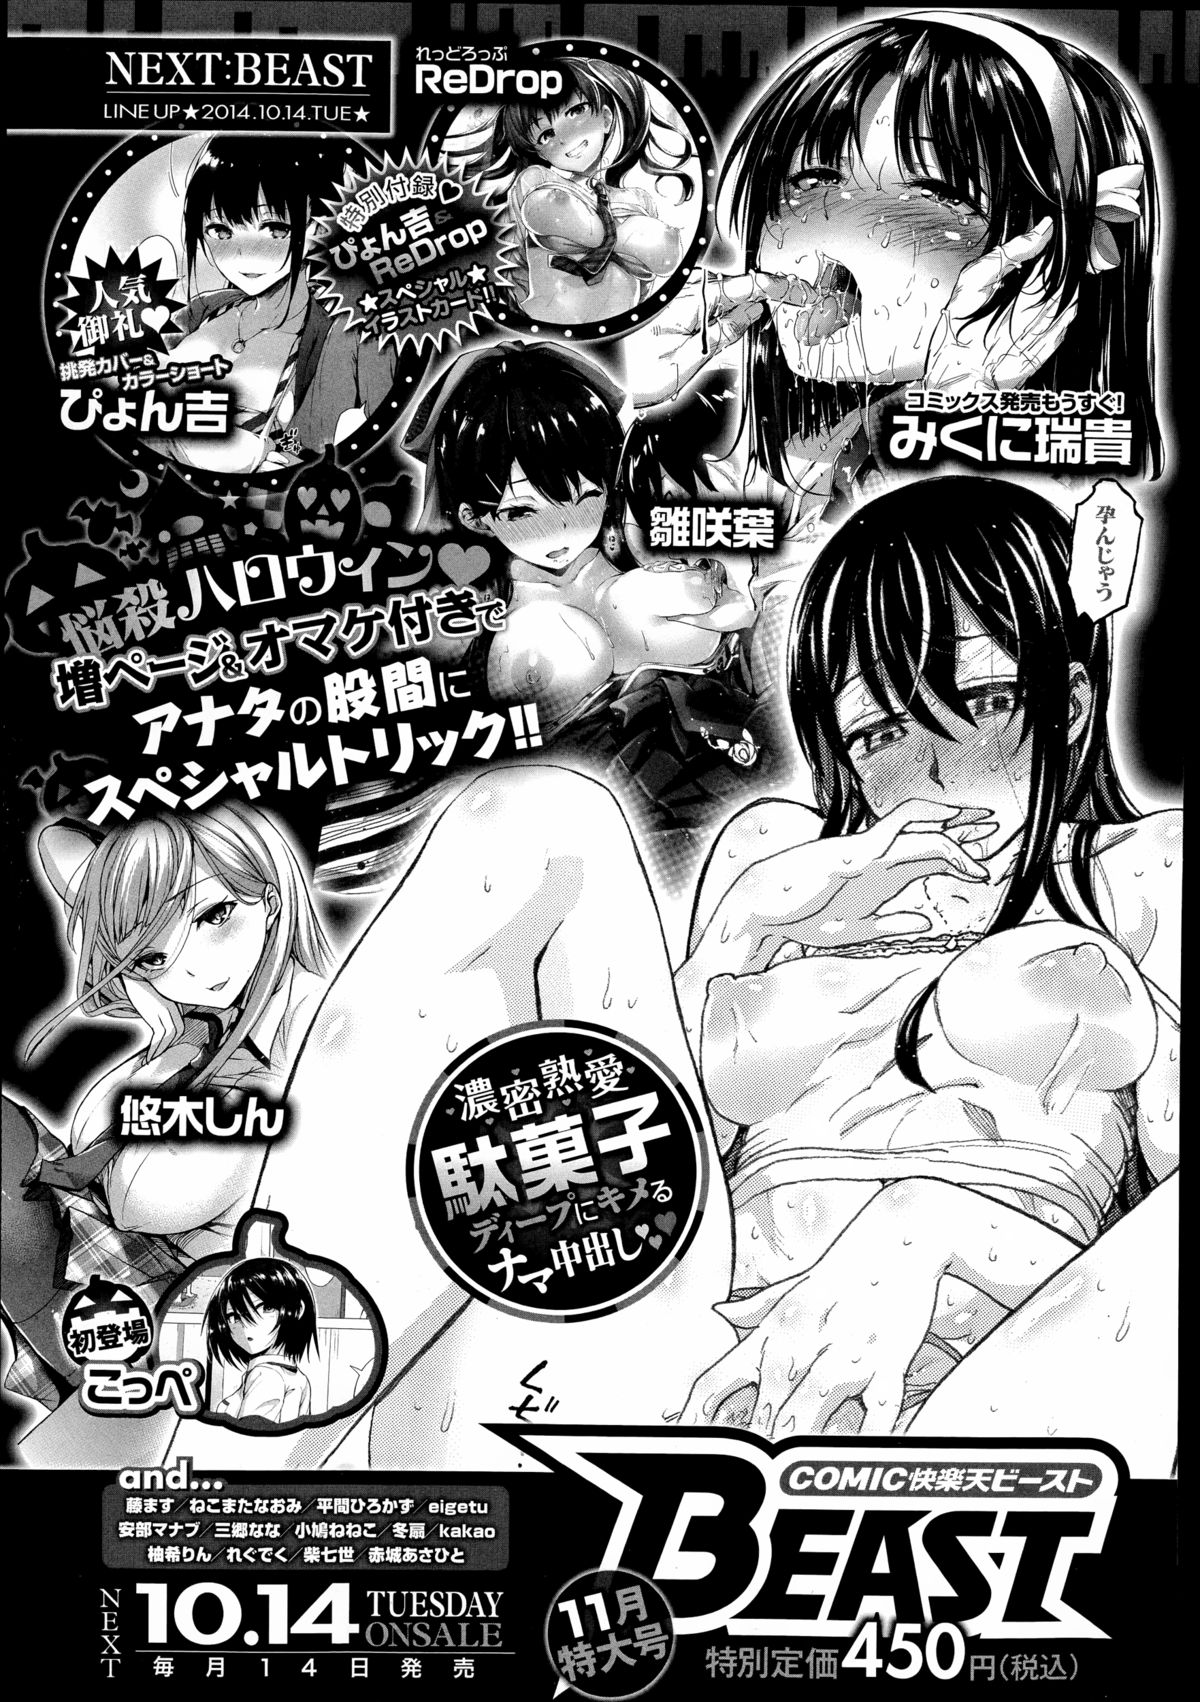 NEXT:BEAST
LINE UP★2014.10.14.TUE★
れっどろっぷ
ReDrop
特別付録♥
ぴょん吉&
ReDrop
★スペシャル★
イラストカード!!
人気
御礼♥
挑発カバー&
カラーショート
ぴょん吉
コミックス発売もうすぐ!
みくに瑞貴
雛咲葉
孕んじゃう
悩殺ハロウィン♥
増ページ&オマケ付きで
アナタの股間に
スペシャルトリック!!
悠木しん
濃密熟愛
駄菓子
ディープにキメる
ナマ中出し♥
初登場
こっぺ
and...
藤ます／ねこまたなおみ／平間ひろかず／eigetu
安部マナブ／三郷なな／小鳩ねねこ／冬扇／kakao
柚希りん／れぐでく／柴七世／赤城あさひと
NEXT
10.14 TUESDAY
ONSALE
毎月14日発売
COMIC快楽天ビースト
BEAST
11月
特大号
特別定価450円(税込)